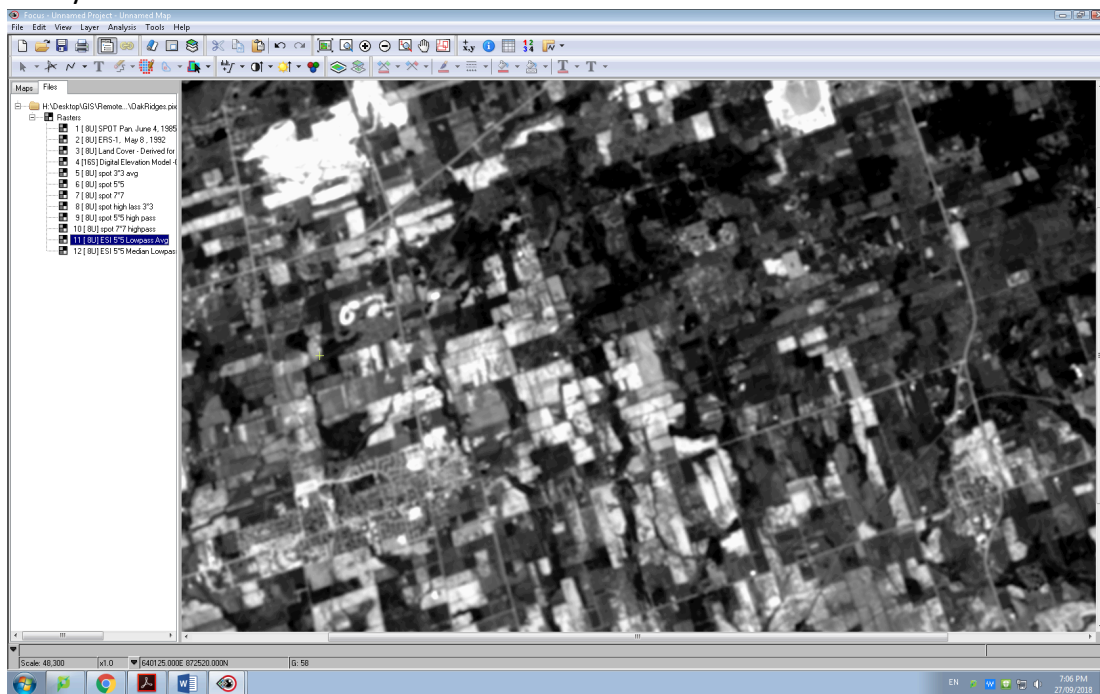 Focus - Unnamed Project - Unnamed Map
File Edit View Layer Analysis Tools Help
Maps Files
H:\Desktop\GIS\Remote...\OakRidges.pix
Rasters
1 [ 8U] SPOT Pan. June 4, 1985
2 [ 8U] ERS-1, May 8 , 1992
3 [ 8U] Land Cover - Derived for
4 [16S] Digital Elevation Model -(
5 [ 8U] spot 3*3 avg
6 [ 8U] spot 5*5
7 [ 8U] spot 7*7
8 [ 8U] spot high lass 3*3
9 [ 8U] spot 5*5 high pass
10 [ 8U] spot 7*7 highpass
11 [ 8U] ESI 5*5 Lowpass Avg
12 [ 8U] ESI 5*5 Median Lowpas
Scale: 48,300 x1.0 640125.000E 872520.000N G: 58
EN 7:06 PM
27/09/2018